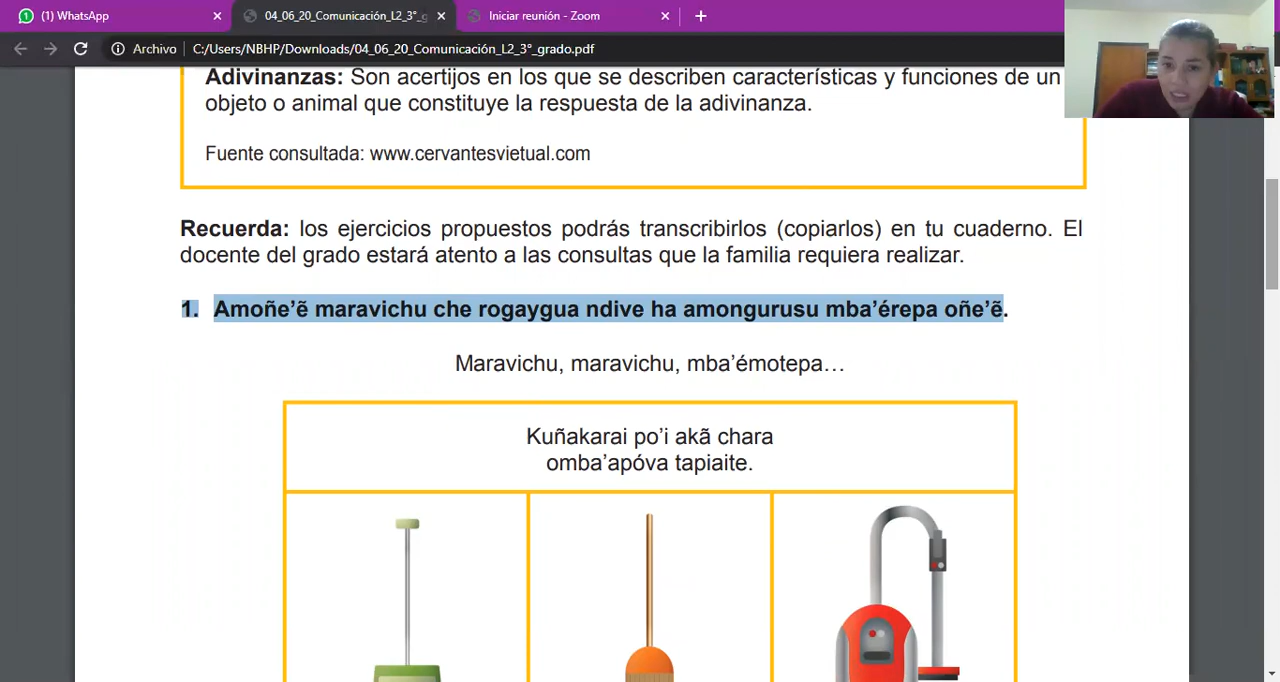 (1) WhatsApp
04_06_20_Comunicación_L2_3°_g
Iniciar reunión - Zoom
Archivo
C:/Users/NBHP/Downloads/04_06_20_Comunicación_L2_3°_grado.pdf
Adivinanzas: Son acertijos en los que se describen características y funciones de un
objeto o animal que constituye la respuesta de la adivinanza.
Fuente consultada: www.cervantesvietual.com
Recuerda: los ejercicios propuestos podrás transcribirlos (copiarlos) en tu cuaderno. El
docente del grado estará atento a las consultas que la familia requiera realizar.
1. Amoñe’ẽ maravichu che rogaygua ndive ha amongurusu mba’érepa oñe’ẽ.
Maravichu, maravichu, mba’émotepa…
Kuñakarai po’i akã chara
omba’apóva tapiaite.